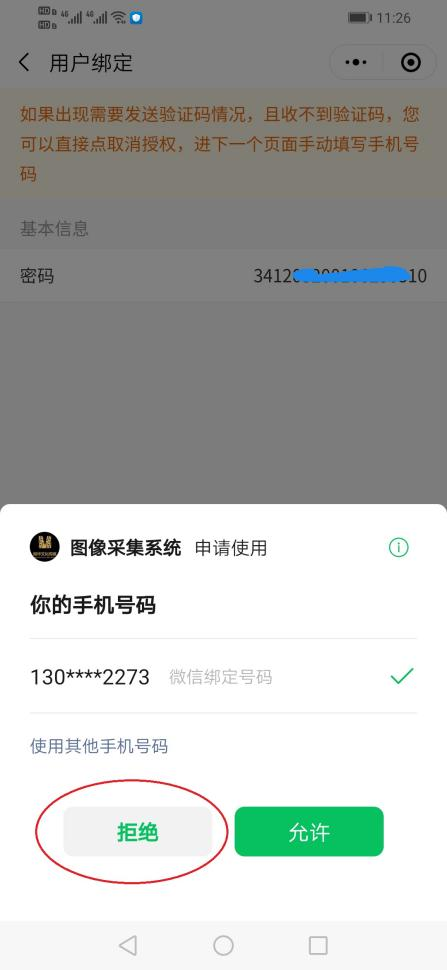 11:26
用户绑定
如果出现需要发送验证码情况，且收不到验证码，您
可以直接点取消授权，进下一个页面手动填写手机号
码
基本信息
密码
图像采集系统 申请使用
你的手机号码
130****2273 微信绑定号码
使用其他手机号码
拒绝 允许